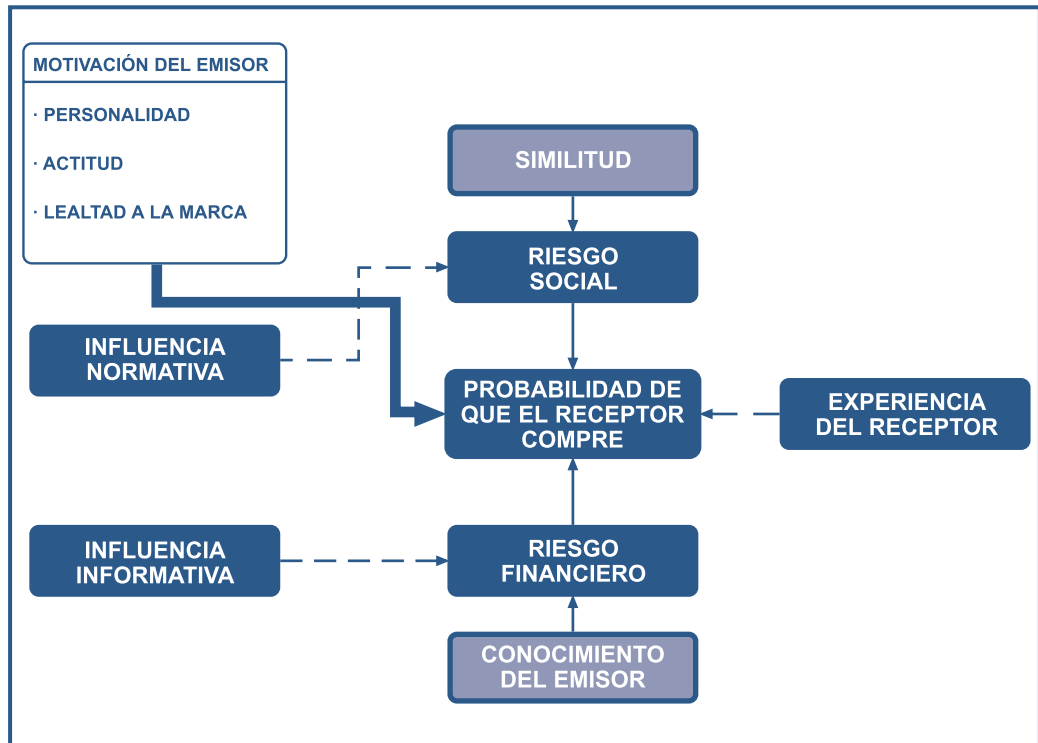 MOTIVACIÓN DEL EMISOR
· PERSONALIDAD
· ACTITUD
· LEALTAD A LA MARCA
SIMILITUD
RIESGO
SOCIAL
INFLUENCIA
NORMATIVA
PROBABILIDAD DE
QUE EL RECEPTOR
COMPRE
EXPERIENCIA
DEL RECEPTOR
INFLUENCIA
INFORMATIVA
RIESGO
FINANCIERO
CONOCIMIENTO
DEL EMISOR